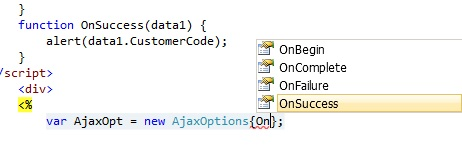 }
function OnSuccess(data1) {
alert(data1.CustomerCode);
}
/script>
<div>
<%
var AjaxOpt = new AjaxOptions{On};
OnBegin
OnComplete
OnFailure
OnSuccess